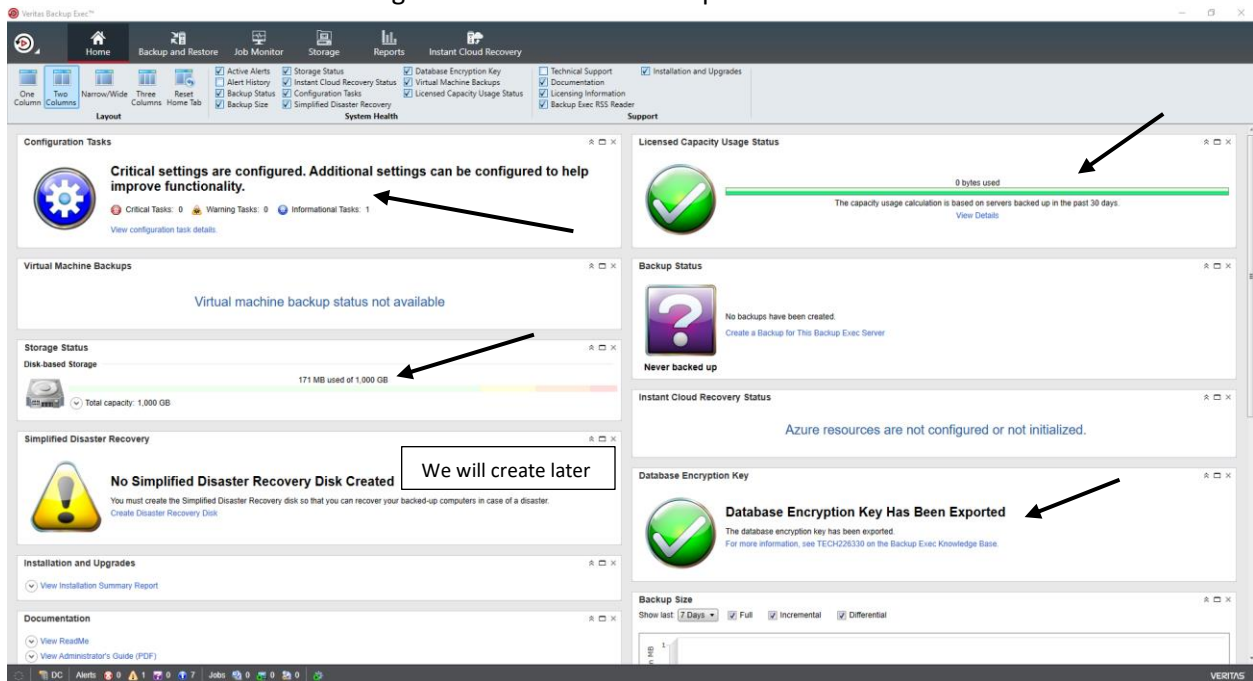 Veritas Backup Exec™
Home
Backup and Restore
Job Monitor
Storage
Reports
Instant Cloud Recovery
One Column
Two Columns
Narrow/Wide
Three Columns
Reset Home Tab
Layout
Active Alerts
Alert History
Backup Status
Backup Size
Storage Status
Instant Cloud Recovery Status
Configuration Tasks
Simplified Disaster Recovery
Database Encryption Key
Virtual Machine Backups
Licensed Capacity Usage Status
System Health
Technical Support
Documentation
Licensing Information
Backup Exec RSS Reader
Installation and Upgrades
Support
Configuration Tasks
Critical settings are configured. Additional settings can be configured to help
improve functionality.
Critical Tasks: 0 Warning Tasks: 0 Informational Tasks: 1
View configuration task details.
Virtual Machine Backups
Virtual machine backup status not available
Storage Status
Disk-based Storage
171 MB used of 1,000 GB
Total capacity: 1,000 GB
Simplified Disaster Recovery
We will create later
No Simplified Disaster Recovery Disk Created
You must create the Simplified Disaster Recovery disk so that you can recover your backed-up computers in case of a disaster.
Create Disaster Recovery Disk
Installation and Upgrades
View Installation Summary Report
Documentation
View ReadMe
View Administrator's Guide (PDF)
Licensed Capacity Usage Status
0 bytes used
The capacity usage calculation is based on servers backed up in the past 30 days.
View Details
Backup Status
No backups have been created.
Create a Backup for This Backup Exec Server
Never backed up
Instant Cloud Recovery Status
Azure resources are not configured or not initialized.
Database Encryption Key
Database Encryption Key Has Been Exported
The database encryption key has been exported.
For more information, see TECH226330 on the Backup Exec Knowledge Base.
Backup Size
Show last 7 Days Full Incremental Differential
1
MB
DC Alerts 0 1 0 7 Jobs 0 0 0
VERITAS